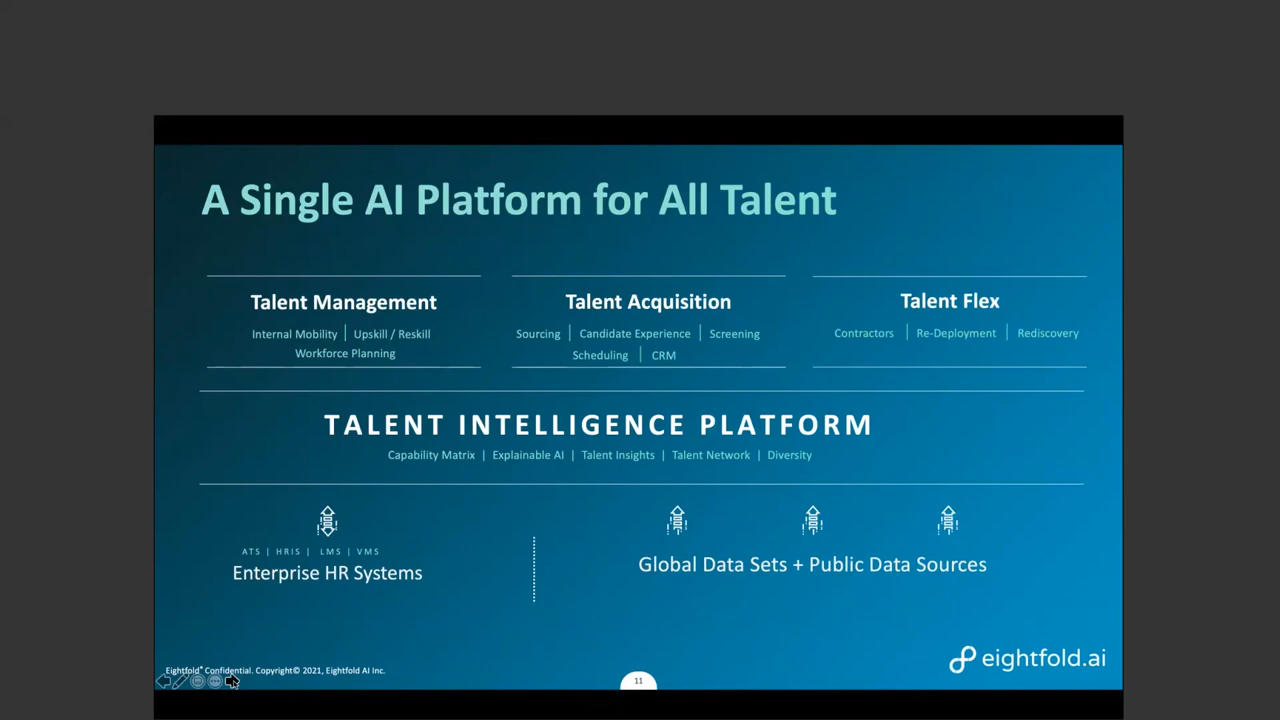 A Single AI Platform for All Talent
Talent Management
Internal Mobility | Upskill / Reskill
Workforce Planning
Talent Acquisition
Sourcing | Candidate Experience | Screening
Scheduling | CRM
Talent Flex
Contractors | Re-Deployment | Rediscovery
TALENT INTELLIGENCE PLATFORM
Capability Matrix | Explainable AI | Talent Insights | Talent Network | Diversity
ATS | HRIS | LMS | VMS
Enterprise HR Systems
Global Data Sets + Public Data Sources
Eightfold® Confidential. Copyright© 2021, Eightfold AI Inc.
11
eightfold.ai